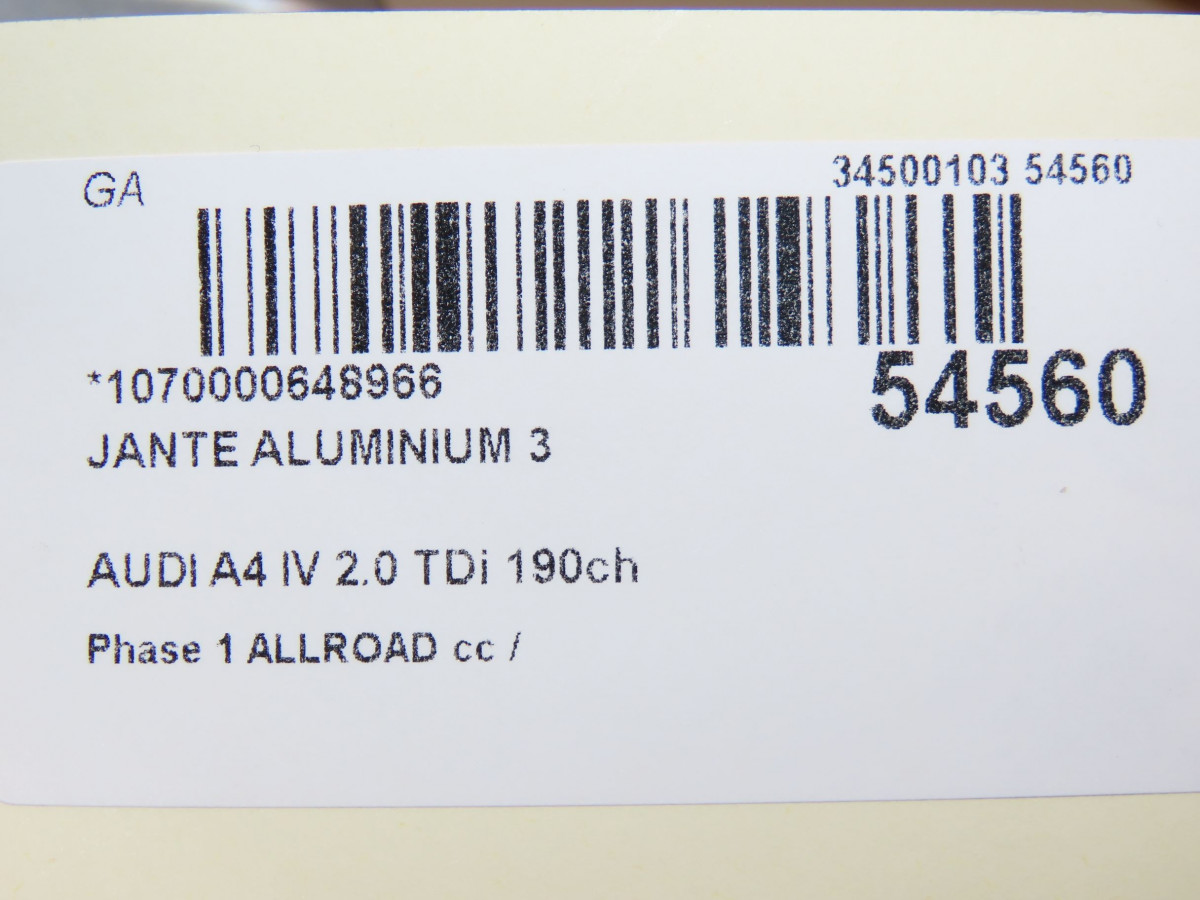 GA
34500103 54560
*1070000648966
54560
JANTE ALUMINIUM 3
AUDI A4 IV 2.0 TDi 190ch
Phase 1 ALLROAD cc /